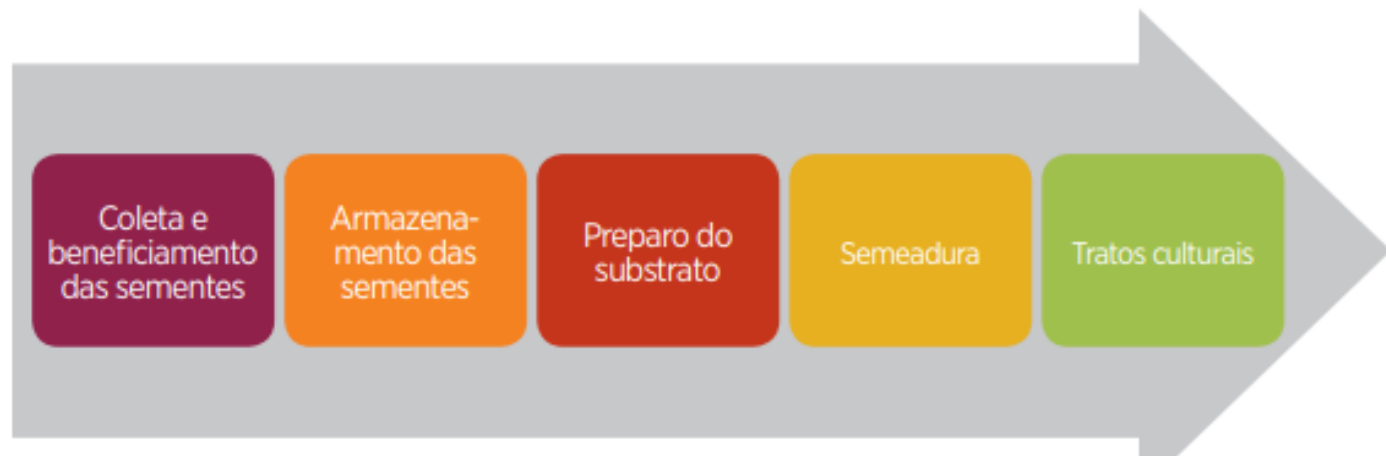 Coleta e
beneficiamento
das sementes
Armazena-
mento das
sementes
Preparo do
substrato
Semeadura
Tratos culturais